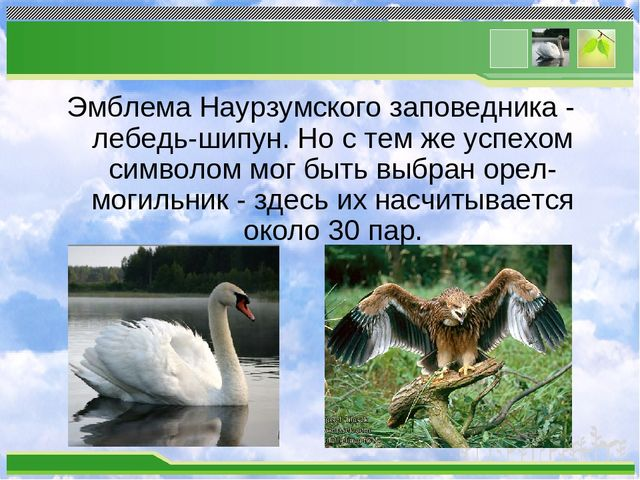 Эмблема Наурзумского заповедника -
лебедь-шипун. Но с тем же успехом
символом мог быть выбран орел-
могильник - здесь их насчитывается
около 30 пар.